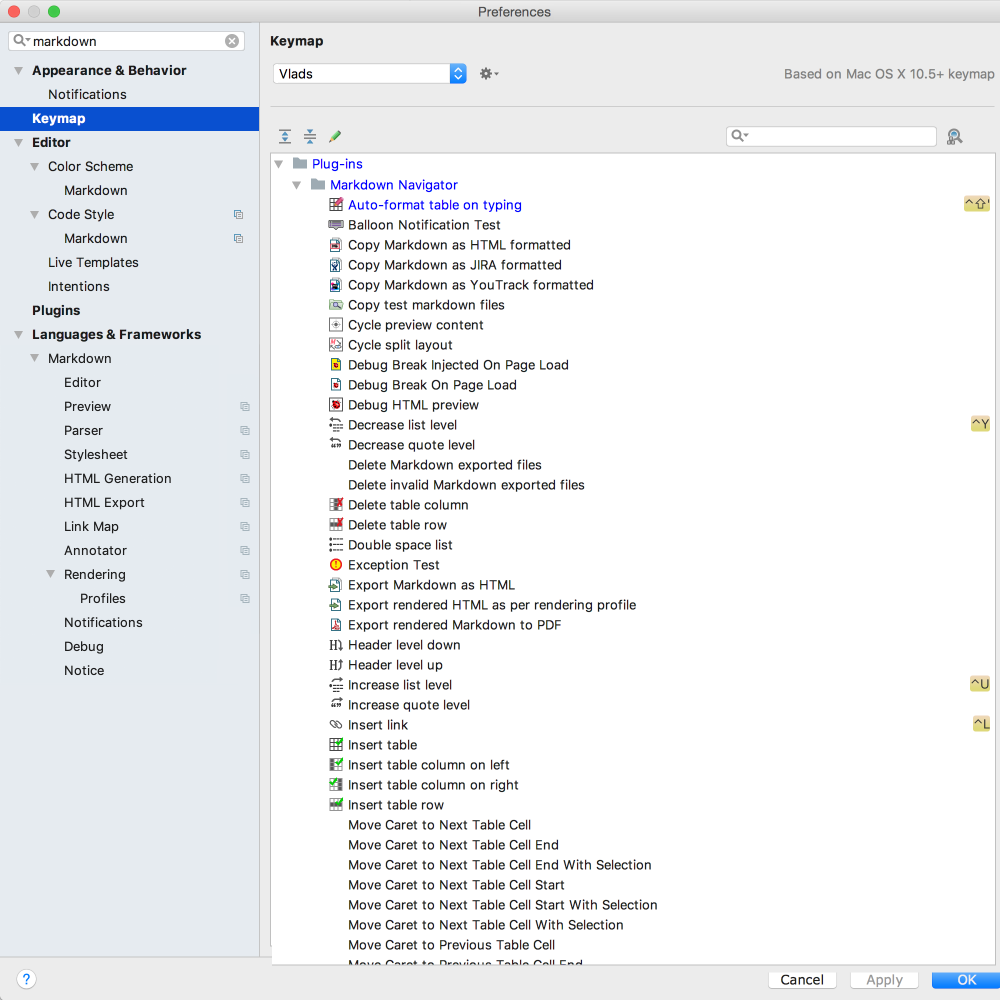 Preferences
markdown
Appearance & Behavior
Notifications
Keymap
Editor
Color Scheme
Markdown
Code Style
Markdown
Live Templates
Intentions
Plugins
Languages & Frameworks
Markdown
Editor
Preview
Parser
Stylesheet
HTML Generation
HTML Export
Link Map
Annotator
Rendering
Profiles
Notifications
Debug
Notice
Keymap
Vlads
Based on Mac OS X 10.5+ keymap
Plug-ins
Markdown Navigator
Auto-format table on typing ^⇧'
Balloon Notification Test
Copy Markdown as HTML formatted
Copy Markdown as JIRA formatted
Copy Markdown as YouTrack formatted
Copy test markdown files
Cycle preview content
Cycle split layout
Debug Break Injected On Page Load
Debug Break On Page Load
Debug HTML preview
Decrease list level ^Y
Decrease quote level
Delete Markdown exported files
Delete invalid Markdown exported files
Delete table column
Delete table row
Double space list
Exception Test
Export Markdown as HTML
Export rendered HTML as per rendering profile
Export rendered Markdown to PDF
Header level down
Header level up
Increase list level ^U
Increase quote level
Insert link ^L
Insert table
Insert table column on left
Insert table column on right
Insert table row
Move Caret to Next Table Cell
Move Caret to Next Table Cell End
Move Caret to Next Table Cell End With Selection
Move Caret to Next Table Cell Start
Move Caret to Next Table Cell Start With Selection
Move Caret to Next Table Cell With Selection
Move Caret to Previous Table Cell
Move Caret to Previous Table Cell End
?
Cancel
Apply
OK